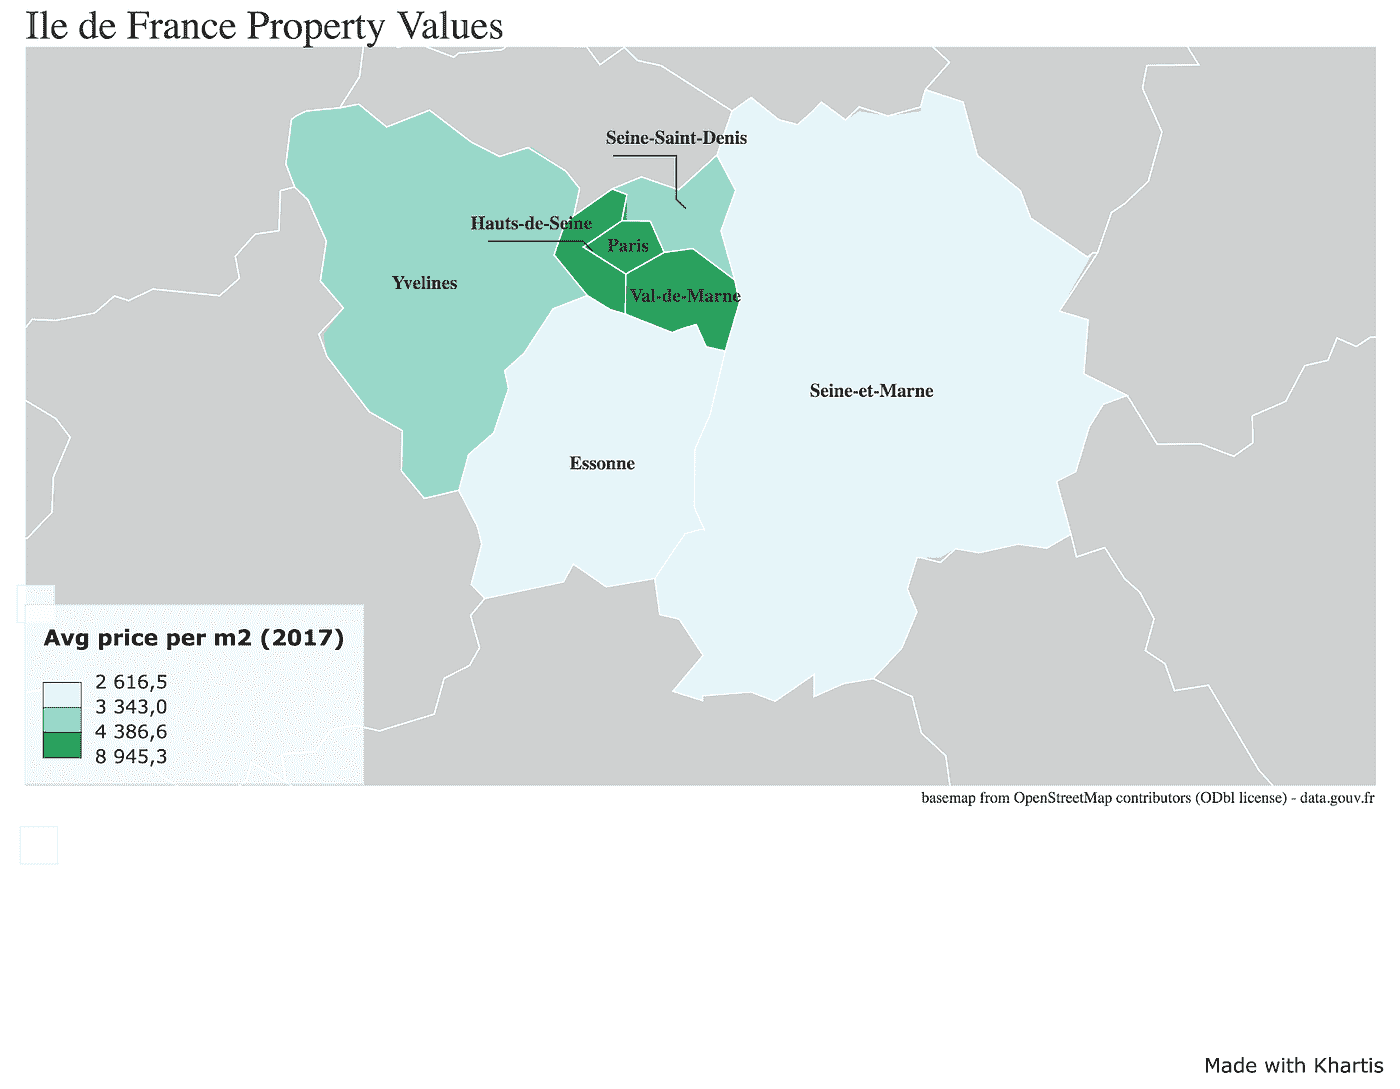 Ile de France Property Values
Seine-Saint-Denis
Hauts-de-Seine
Paris
Yvelines
Val-de-Marne
Seine-et-Marne
Essonne
Avg price per m2 (2017)
2 616,5
3 343,0
4 386,6
8 945,3
basemap from OpenStreetMap contributors (ODbl license) - data.gouv.fr
Made with Khartis